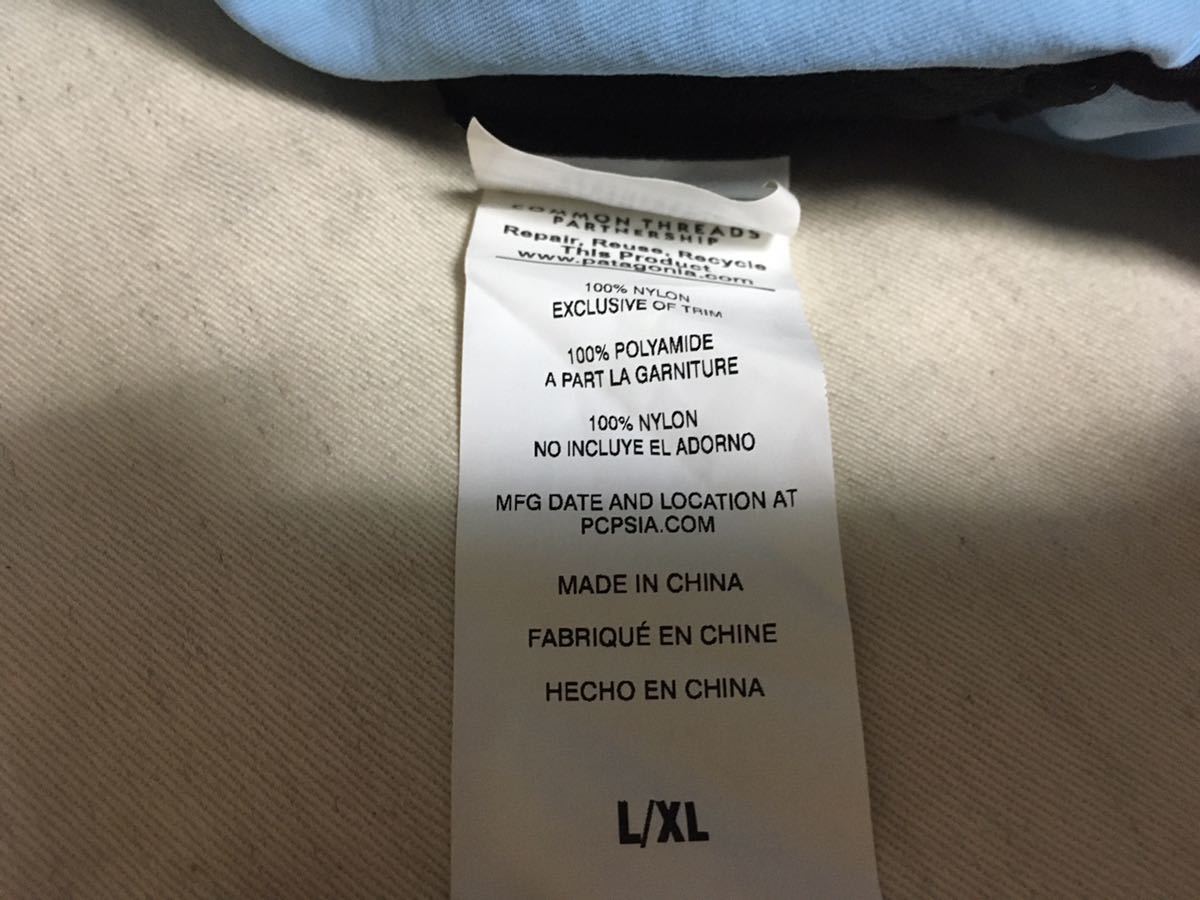 COMMON THREADS
PARTNERSHIP
Repair, Reuse, Recycle
This Product
www.patagonia.com
100% NYLON
EXCLUSIVE OF TRIM
100% POLYAMIDE
A PART LA GARNITURE
100% NYLON
NO INCLUYE EL ADORNO
MFG DATE AND LOCATION AT
PCPSIA.COM
MADE IN CHINA
FABRIQUÉ EN CHINE
HECHO EN CHINA
L/XL